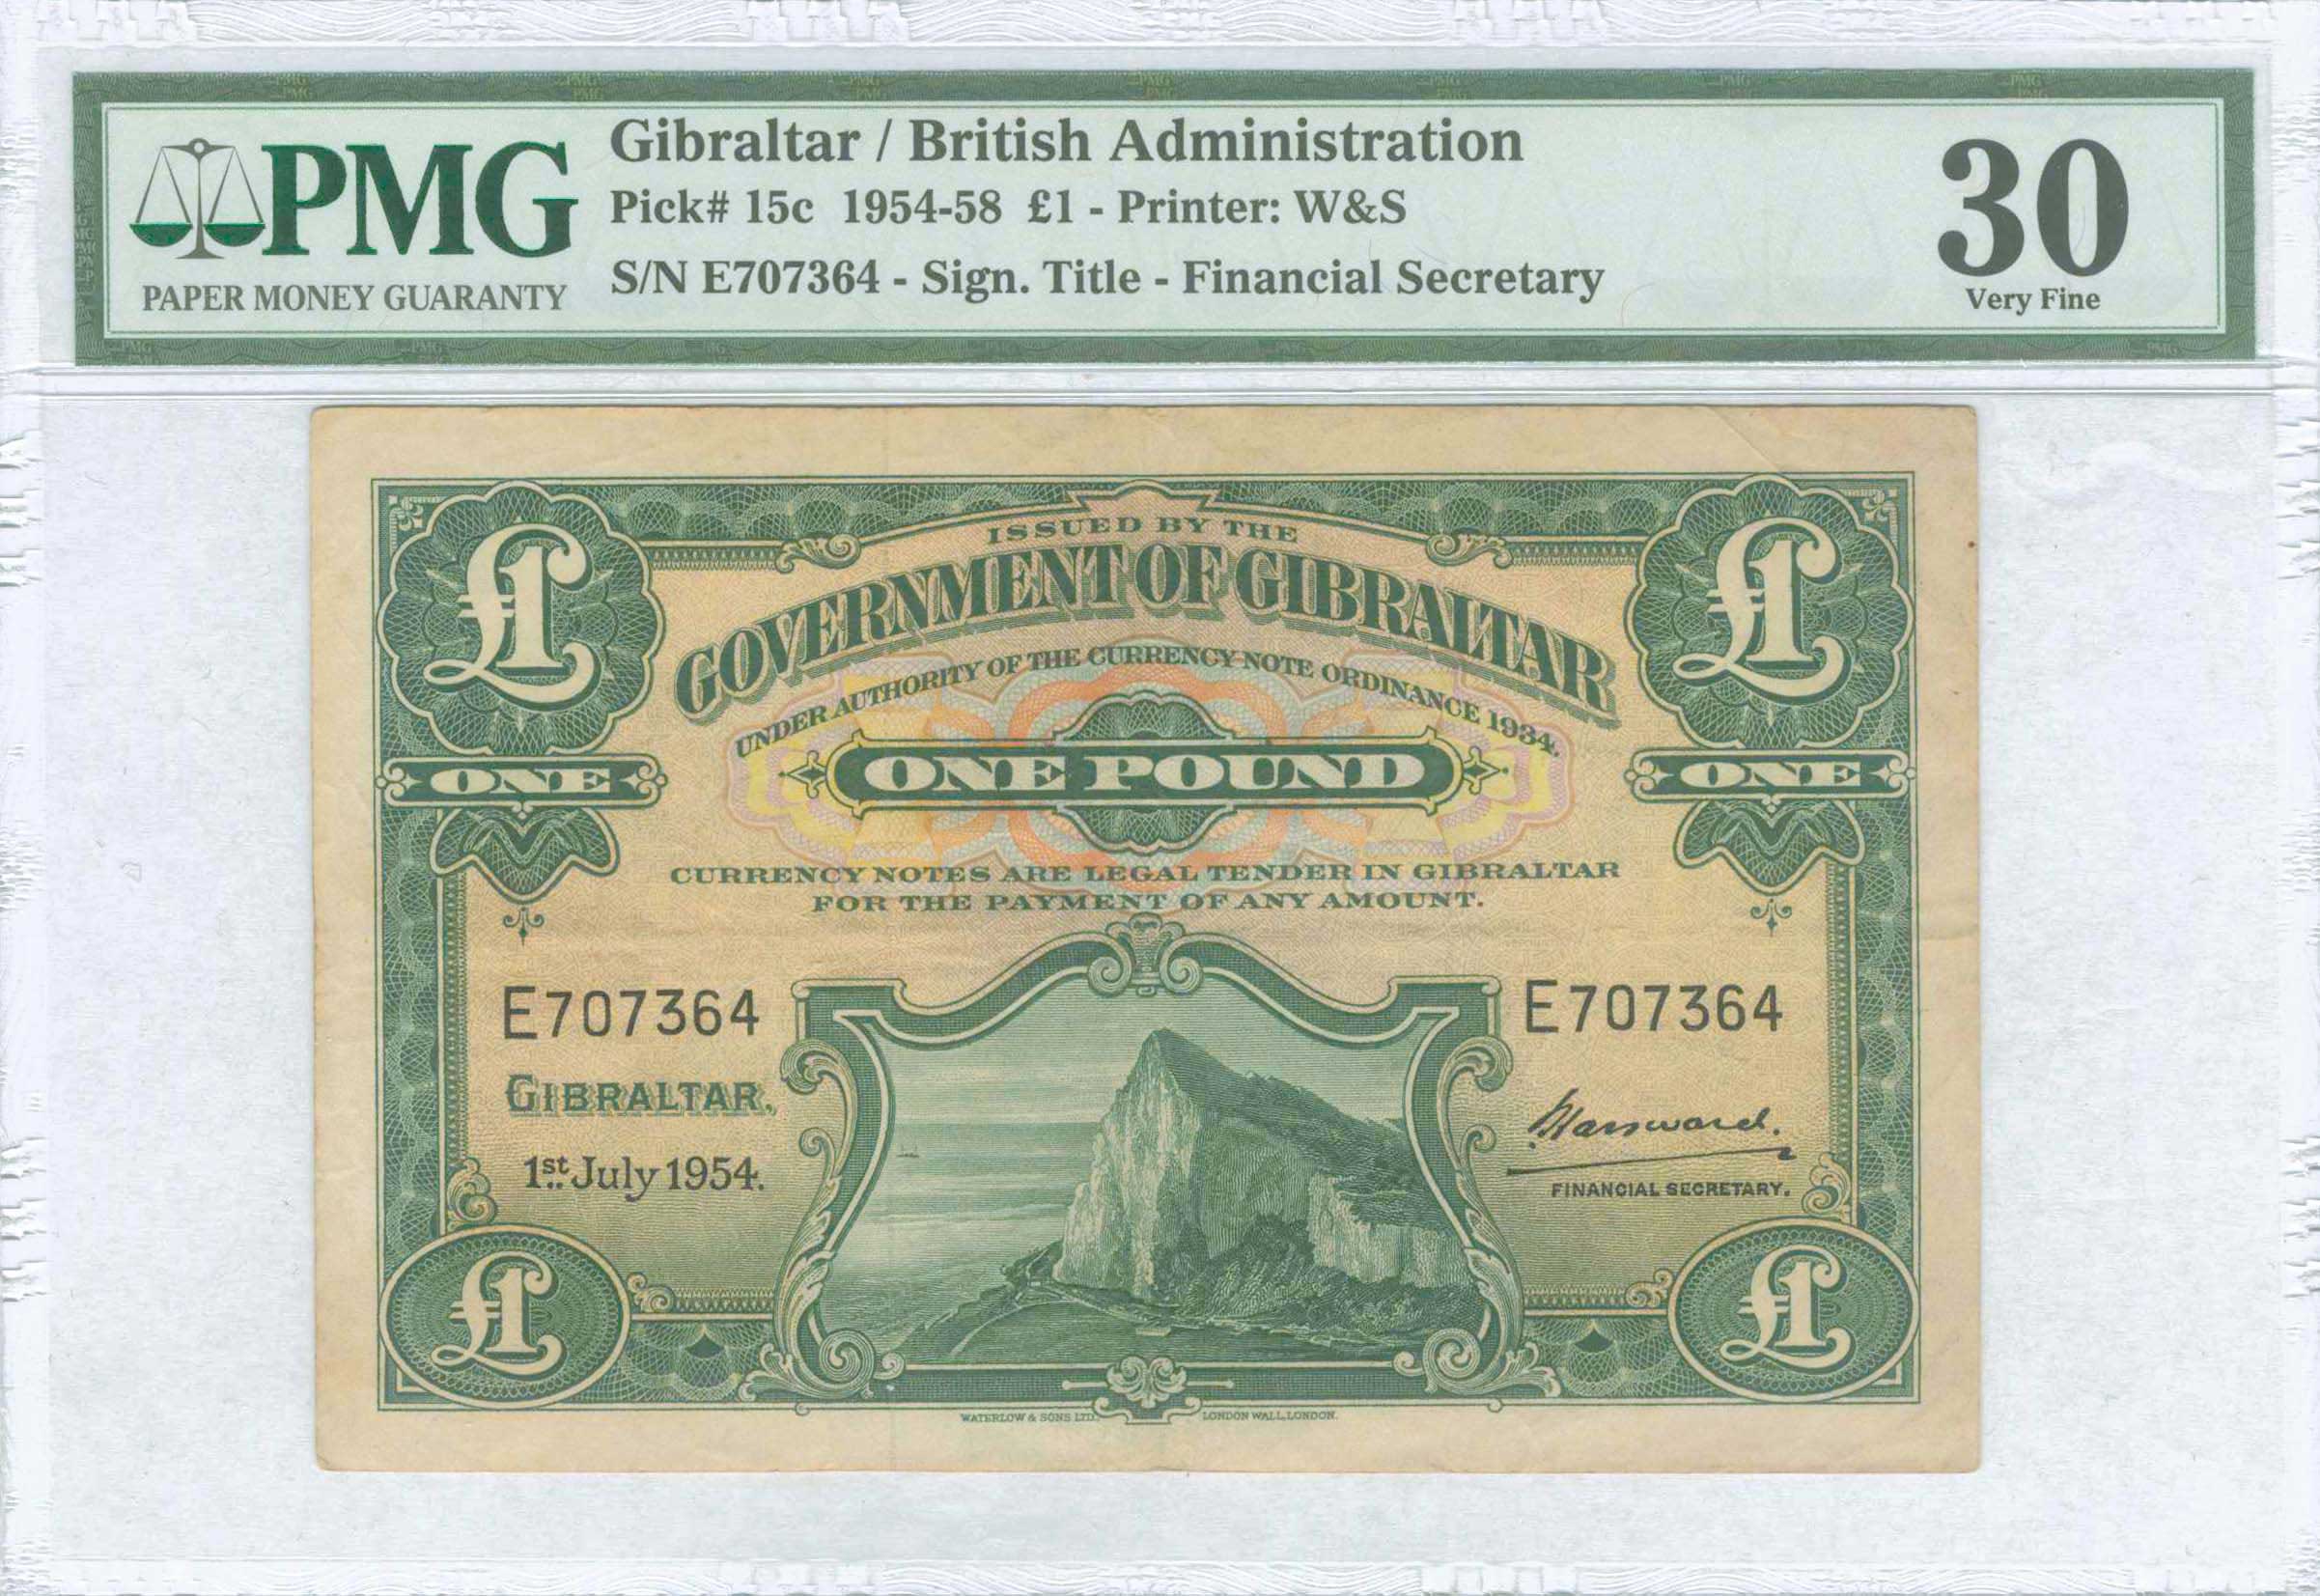 PMG
PAPER MONEY GUARANTY
Gibraltar / British Administration
Pick# 15c 1954-58 £1 - Printer: W&S
S/N E707364 - Sign. Title - Financial Secretary
30
Very Fine
£1
£1
ISSUED BY THE
GOVERNMENT OF GIBRALTAR
UNDER AUTHORITY OF THE CURRENCY NOTE ORDINANCE 1934.
ONE
ONE POUND
ONE
CURRENCY NOTES ARE LEGAL TENDER IN GIBRALTAR
FOR THE PAYMENT OF ANY AMOUNT.
E707364
E707364
GIBRALTAR,
1st July 1954.
FINANCIAL SECRETARY.
£1
£1
WATERLOW & SONS LTD. LONDON WALL, LONDON.